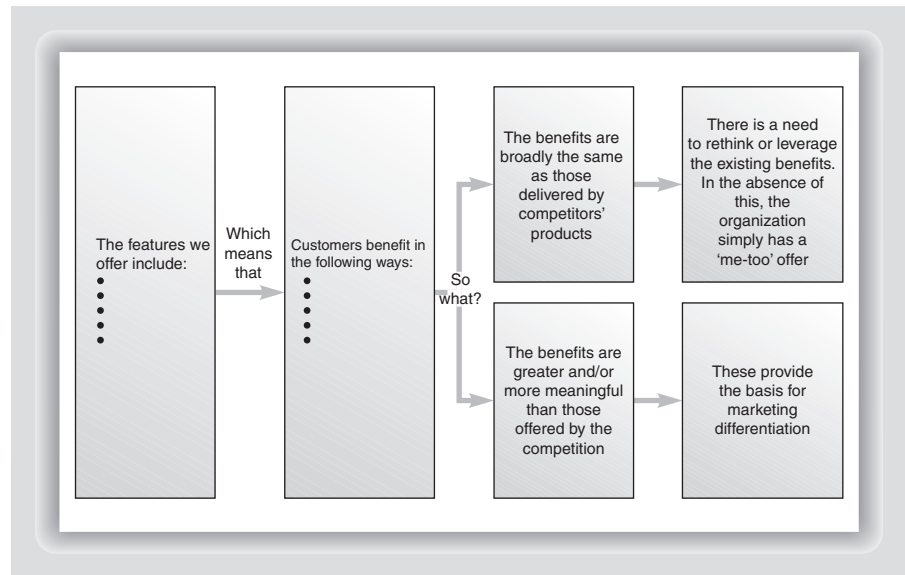 The features we
offer include:
•
•
•
•
•
Which
means
that
Customers benefit in
the following ways:
•
•
•
•
•
So
what?
The benefits are
broadly the same
as those
delivered by
competitors’
products
There is a need
to rethink or leverage
the existing benefits.
In the absence of
this, the
organization
simply has a
‘me-too’ offer
The benefits are
greater and/or
more meaningful
than those
offered by the
competition
These provide
the basis for
marketing
differentiation